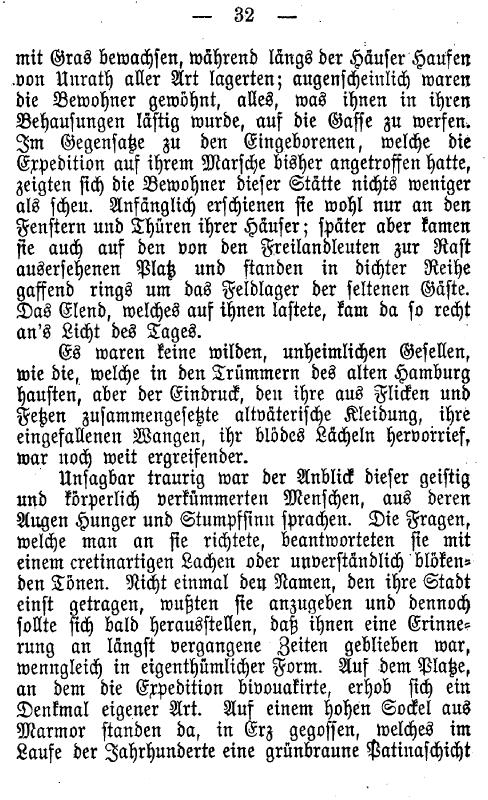 — 32 —
mit Gras bewachsen, während längs der Häuser Haufen
von Unrath aller Art lagerten; augenscheinlich waren
die Bewohner gewöhnt, alles, was ihnen in ihren
Behausungen lästig wurde, auf die Gasse zu werfen.
Im Gegensatze zu den Eingeborenen, welche die
Expedition auf ihrem Marsche bisher angetroffen hatte,
zeigten sich die Bewohner dieser Stätte nichts weniger
als scheu. Anfänglich erschienen sie wohl nur an den
Fenstern und Thüren ihrer Häuser; später aber kamen
sie auch auf den von den Freilandleuten zur Rast
ausersehenen Platz und standen in dichter Reihe
gaffend rings um das Feldlager der seltenen Gäste.
Das Elend, welches auf ihnen lastete, kam da so recht
an's Licht des Tages.
Es waren keine wilden, unheimlichen Gesellen,
wie die, welche in den Trümmern des alten Hamburg
hausten, aber der Eindruck, den ihre aus Flicken und
Fetzen zusammengesetzte altväterische Kleidung, ihre
eingefallenen Wangen, ihr blödes Lächeln hervorrief,
war noch weit ergreifender.
Unsagbar traurig war der Anblick dieser geistig
und körperlich verkümmerten Menschen, aus deren
Augen Hunger und Stumpfsinn sprachen. Die Fragen,
welche man an sie richtete, beantworteten sie mit
einem cretinartigen Lachen oder unverständlich blöken-
den Tönen. Nicht einmal den Namen, den ihre Stadt
einst getragen, wußten sie anzugeben und dennoch
sollte sich bald herausstellen, daß ihnen eine Erinne-
rung an längst vergangene Zeiten geblieben war,
wenngleich in eigenthümlicher Form. Auf dem Platze,
an dem die Expedition bivouakirte, erhob sich ein
Denkmal eigener Art. Auf einem hohen Sockel aus
Marmor standen da, in Erz gegossen, welches im
Laufe der Jahrhunderte eine grünbraune Patinaschicht